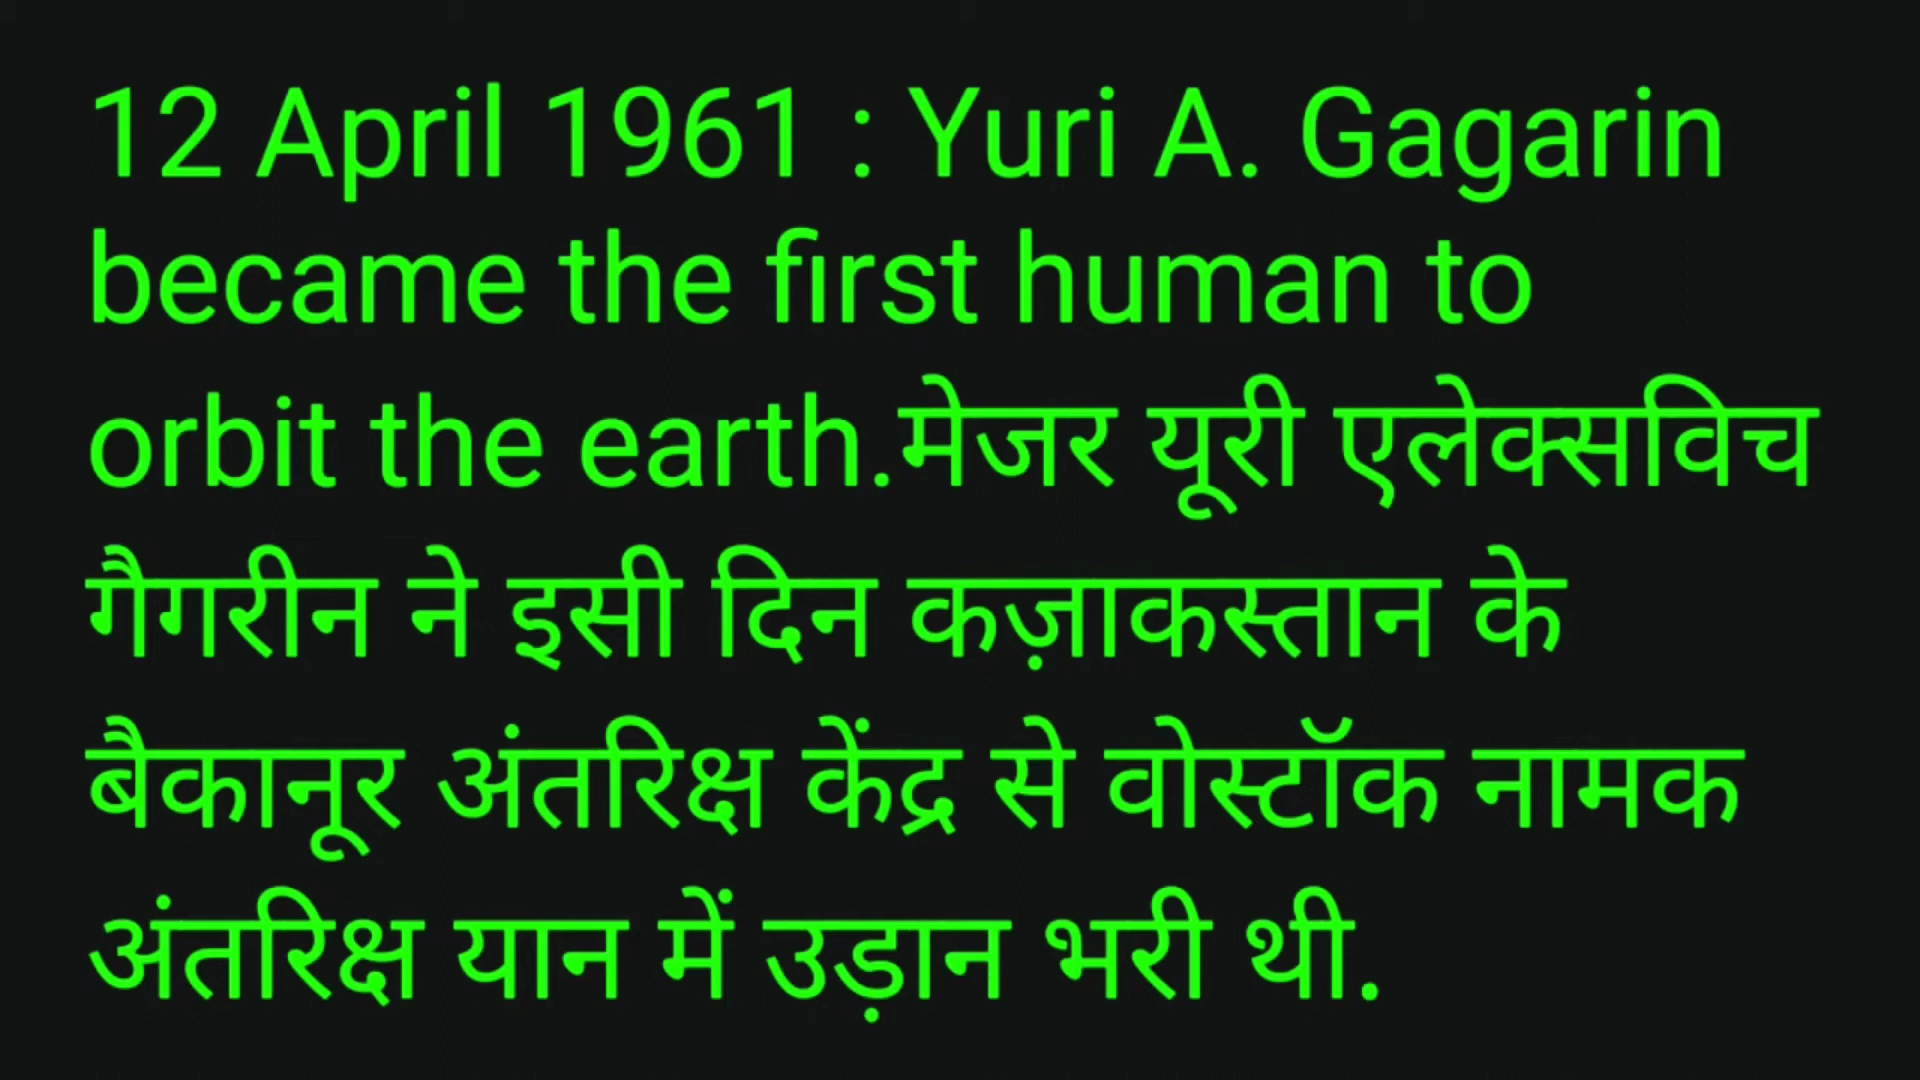 12 April 1961 : Yuri A. Gagarin
became the first human to
orbit the earth.मेजर यूरी एलेक्सविच
गैगरीन ने इसी दिन कज़ाकस्तान के
बैकानूर अंतरिक्ष केंद्र से वोस्टॉक नामक
अंतरिक्ष यान में उड़ान भरी थी.